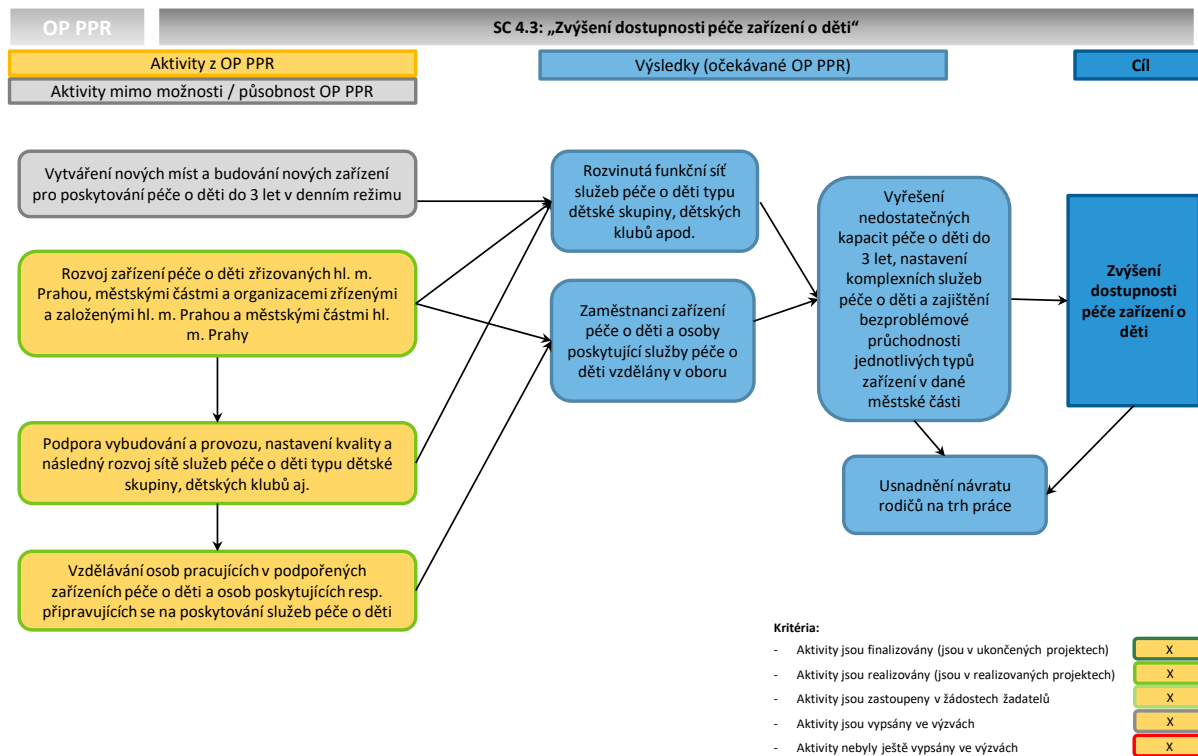 OP PPR
SC 4.3: „Zvýšení dostupnosti péče zařízení o děti“
Aktivity z OP PPR
Výsledky (očekávané OP PPR)
Cíl
Aktivity mimo možnosti / působnost OP PPR
Vytváření nových míst a budování nových zařízení
pro poskytování péče o děti do 3 let v denním režimu
Rozvoj zařízení péče o děti zřizovaných hl. m.
Prahou, městskými částmi a organizacemi zřízenými
a založenými hl. m. Prahou a městskými částmi hl.
m. Prahy
Podpora vybudování a provozu, nastavení kvality a
následný rozvoj sítě služeb péče o děti typu dětské
skupiny, dětských klubů aj.
Vzdělávání osob pracujících v podpořených
zařízeních péče o děti a osob poskytujících resp.
připravujících se na poskytování služeb péče o děti
Rozvinutá funkční síť
služeb péče o děti typu
dětské skupiny, dětských
klubů apod.
Zaměstnanci zařízení
péče o děti a osoby
poskytující služby péče o
děti vzdělány v oboru
Vyřešení
nedostatečných
kapacit péče o děti do
3 let, nastavení
komplexních služeb
péče o děti a zajištění
bezproblémové
průchodnosti
jednotlivých typů
zařízení v dané
městské části
Zvýšení
dostupnosti
péče zařízení o
děti
Usnadnění návratu
rodičů na trh práce
Kritéria:
- Aktivity jsou finalizovány (jsou v ukončených projektech) X
- Aktivity jsou realizovány (jsou v realizovaných projektech) X
- Aktivity jsou zastoupeny v žádostech žadatelů X
- Aktivity jsou vypsány ve výzvách X
- Aktivity nebyly ještě vypsány ve výzvách X